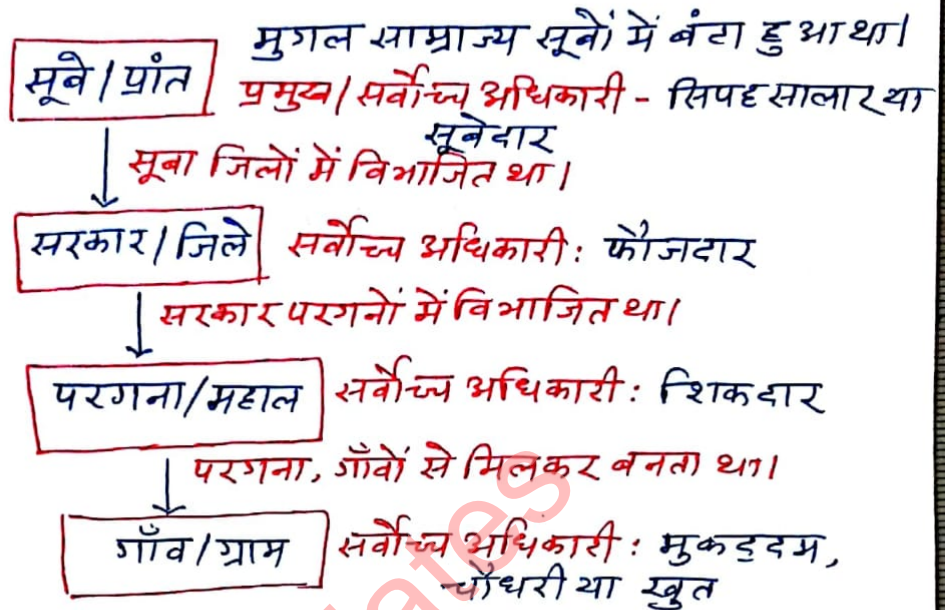 मुगल साम्राज्य सूबों में बंटा हुआ था।
सूबे/प्रांत
प्रमुख/सर्वोच्च अधिकारी - सिपहसालार या
सूबेदार
सूबा जिलों में विभाजित था।
सरकार/जिले सर्वोच्च अधिकारी: फौजदार
सरकार परगनों में विभाजित था।
परगना/महाल सर्वोच्च अधिकारी: शिकदार
परगना, गाँवों से मिलकर बनता था।
गाँव/ग्राम सर्वोच्च अधिकारी: मुकद्दम,
चौधरी या खुत